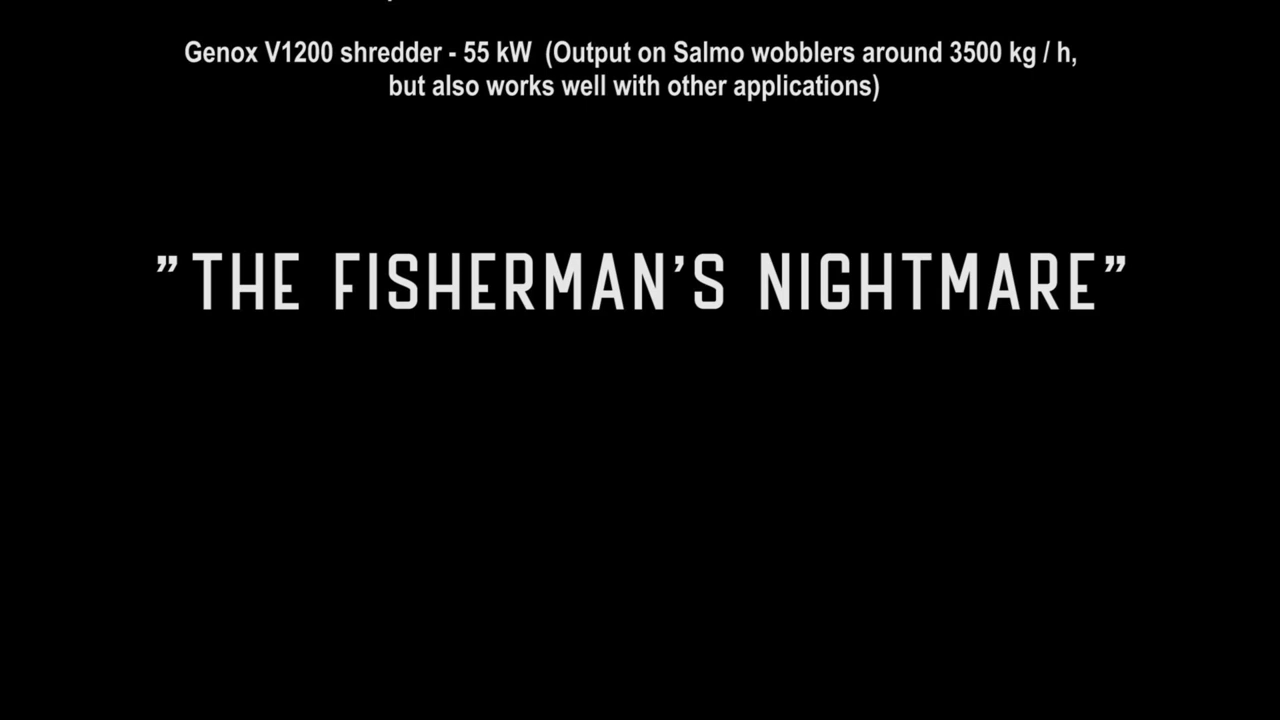 Genox V1200 shredder - 55 kW (Output on Salmo wobblers around 3500 kg / h,
but also works well with other applications)
”THE FISHERMAN’S NIGHTMARE”